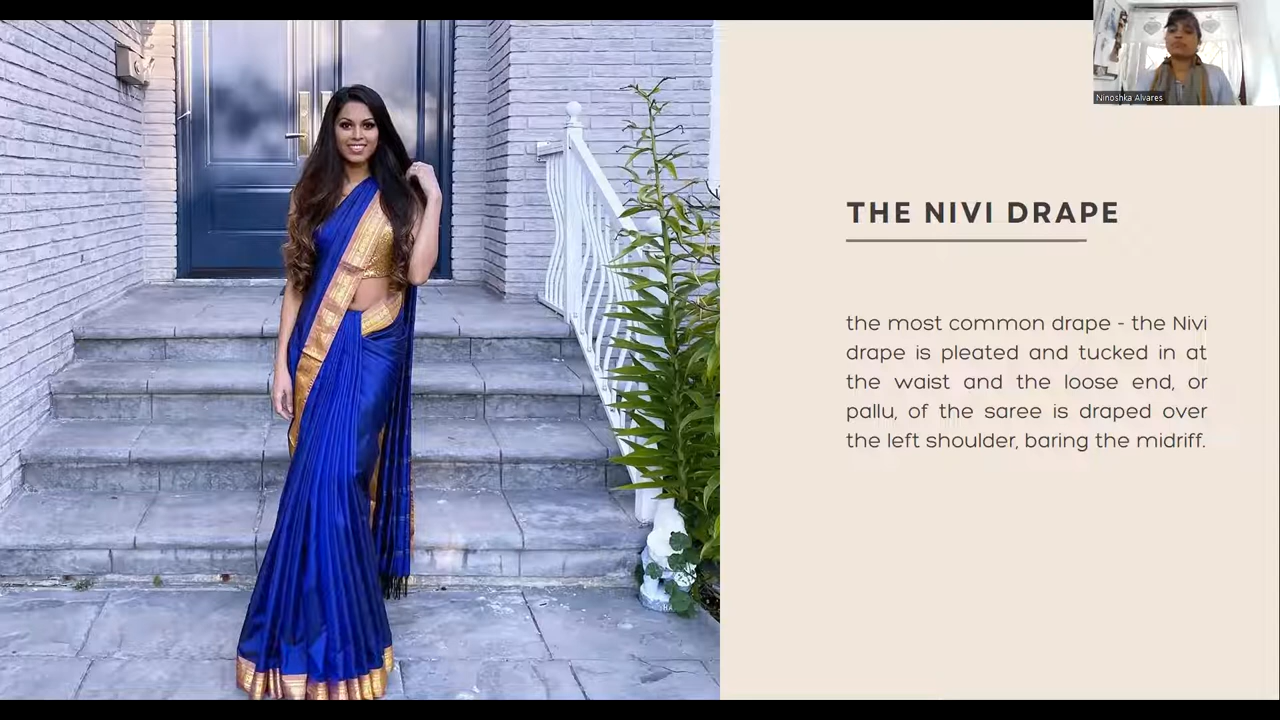 Ninoshka Alvares
THE NIVI DRAPE
the most common drape - the Nivi
drape is pleated and tucked in at
the waist and the loose end, or
pallu, of the saree is draped over
the left shoulder, baring the midriff.